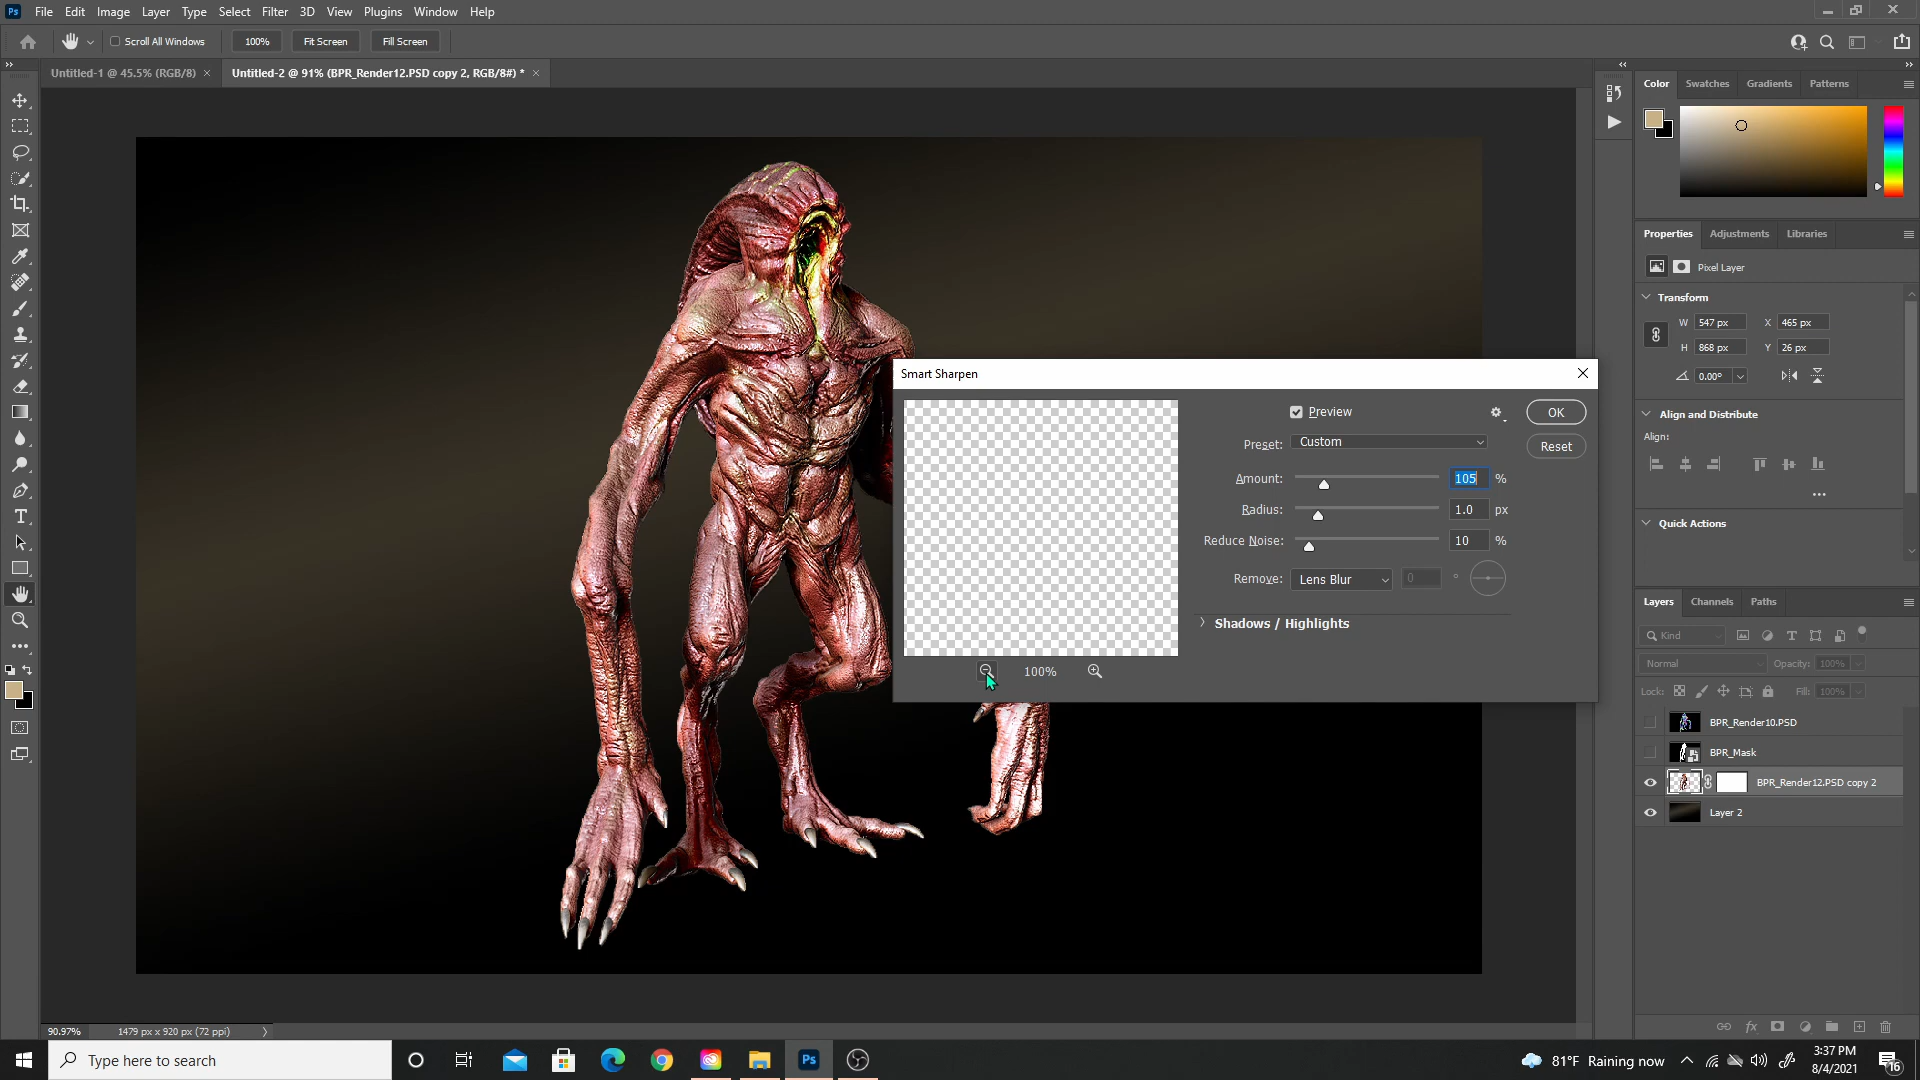 Ps File Edit Image Layer Type Select Filter 3D View Plugins Window Help
Scroll All Windows 100% Fit Screen Fill Screen
Untitled-1 @ 45.5% (RGB/8) × Untitled-2 @ 91% (BPR_Render12.PSD copy 2, RGB/8#) * ×
Color Swatches Gradients Patterns
Properties Adjustments Libraries
Pixel Layer
Transform
W 547 px X 465 px
H 868 px Y 26 px
0.00°
Align and Distribute
Align:
Quick Actions
Smart Sharpen
Preview
OK
Preset: Custom
Reset
Amount: 105 %
Radius: 1.0 px
Reduce Noise: 10 %
Remove: Lens Blur 0 °
Shadows / Highlights
100%
Layers Channels Paths
Kind
Normal Opacity: 100%
Lock: Fill: 100%
BPR_Render10.PSD
BPR_Mask
BPR_Render12.PSD copy 2
Layer 2
90.97% 1479 px x 920 px (72 ppi)
Type here to search
Ps
81°F Raining now
3:37 PM
8/4/2021
16